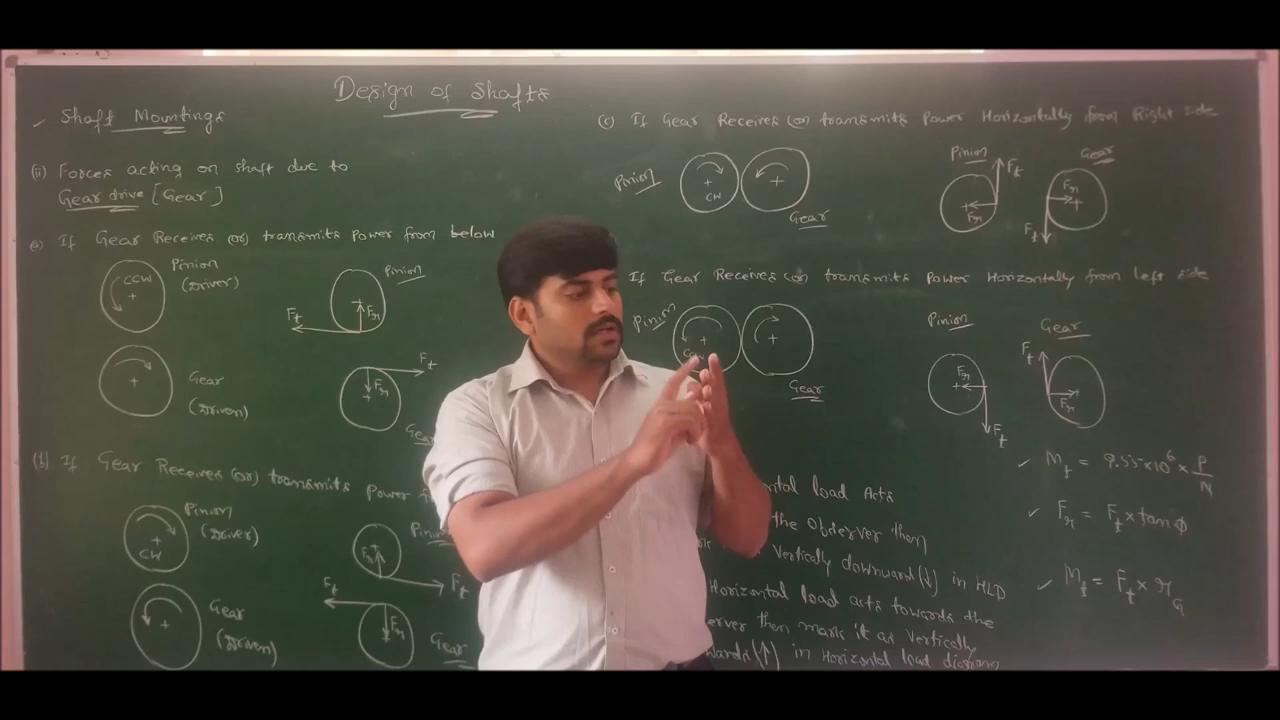 Design of Shafts
✓ Shaft Mountings
(ii) Forces acting on shaft due to
Gear drive [Gear]
(a) If Gear Receives (or) transmits Power from below
CCW
Pinion
(Driver)
Pinion
Ft
Fr
Gear
(Driven)
Ft
Fr
Gear
(b) If Gear Receives (or) transmits Power
Pinion
(Driver)
CW
Pinion
Fr
Ft
Gear
(Driven)
Ft
Fr
Gear
(c) If Gear Receives (or) transmits Power Horizontally from Right side
Pinion
CW
Gear
Pinion
Ft
Fr
Gear
Fr
Ft
If Gear Receives (or) transmits Power Horizontally from left side
Pinion
CCW
Gear
Pinion
Fr
Ft
Gear
Ft
Fr
load Acts
the Observer then
Vertically downward (↓) in HLD
Horizontal load acts towards the
then mark it as Vertically
(↑) in Horizontal load diagram
✓ Mt = 9.55×10⁶ × P/N
✓ Fr = Ft × tan ϕ
✓ Mt = Ft × rG